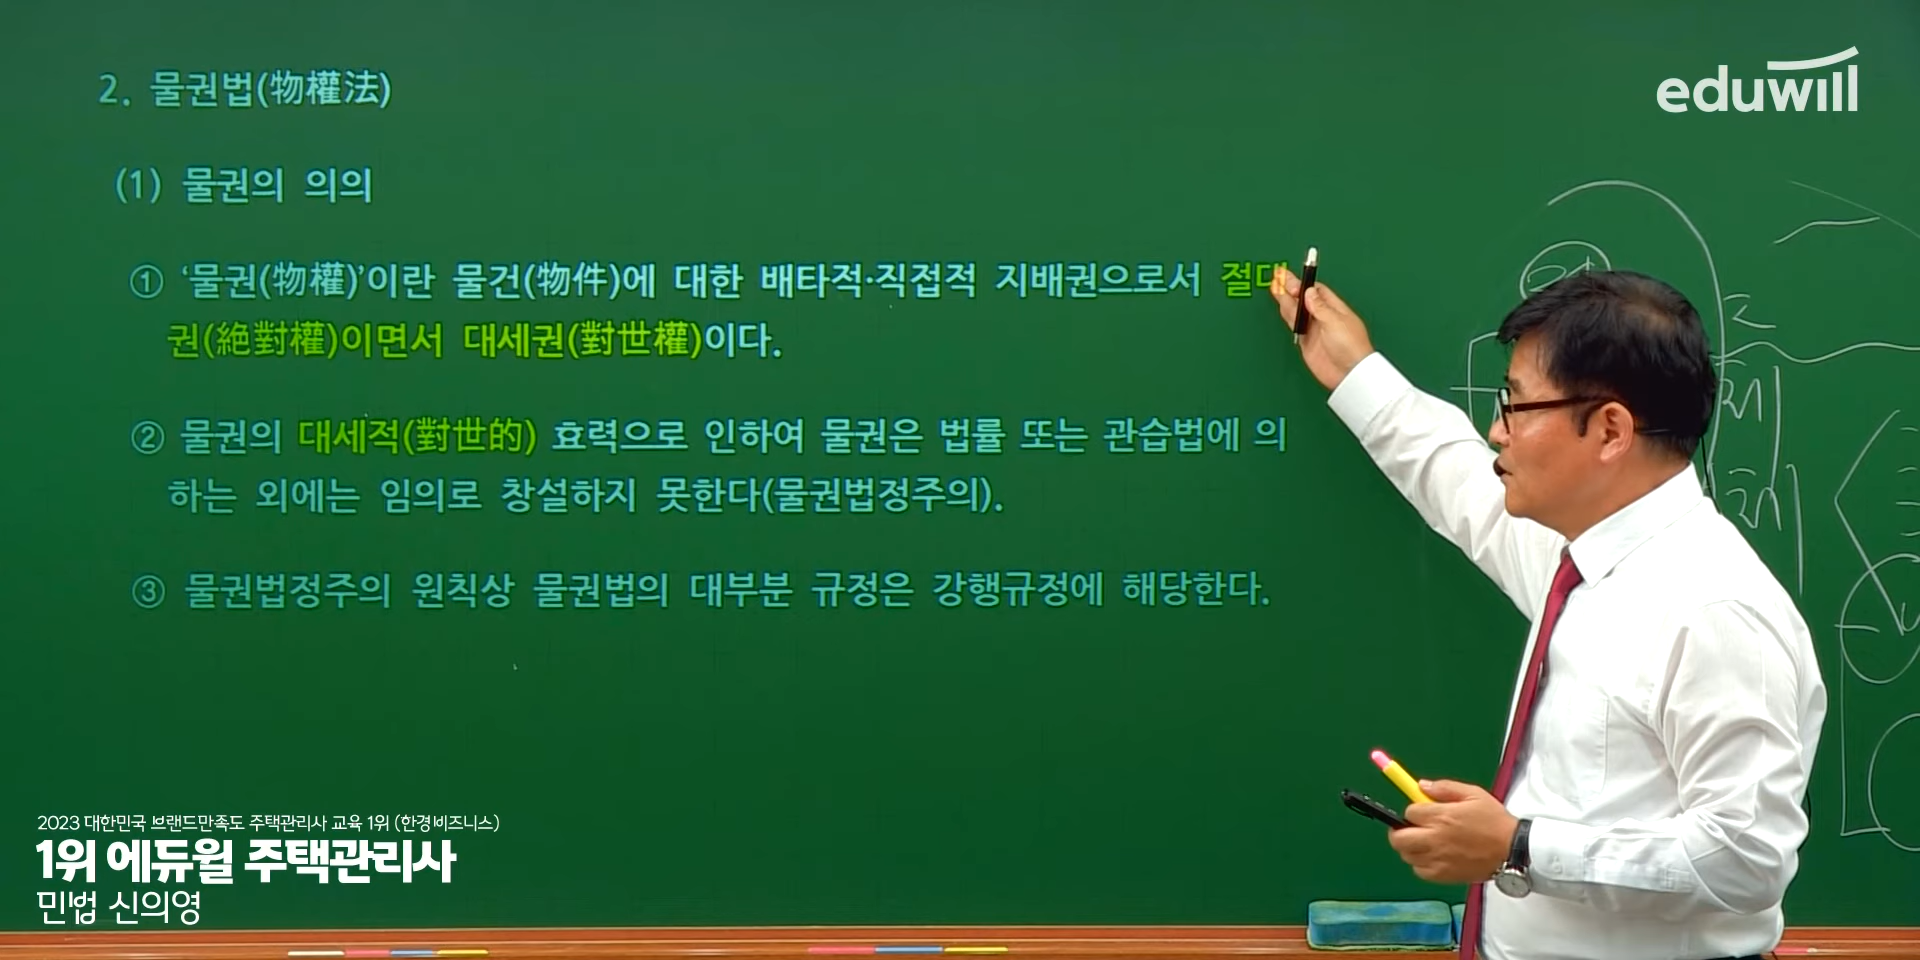 eduwill
2. 물권법(物權法)
(1) 물권의 의의
① ‘물권(物權)’이란 물건(物件)에 대한 배타적·직접적 지배권으로서 절대
권(絕對權)이면서 대세권(對世權)이다.
② 물권의 대세적(對世的) 효력으로 인하여 물권은 법률 또는 관습법에 의
하는 외에는 임의로 창설하지 못한다(물권법정주의).
③ 물권법정주의 원칙상 물권법의 대부분 규정은 강행규정에 해당한다.
2023 대한민국 브랜드만족도 주택관리사 교육 1위 (한경비즈니스)
1위 에듀윌 주택관리사
민법 신의영